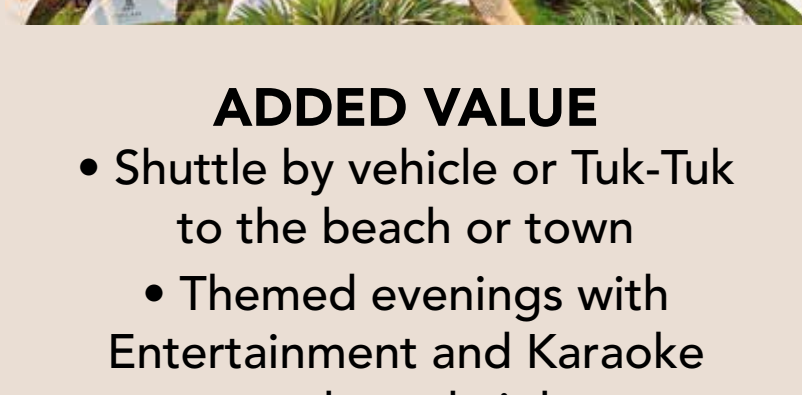 ADDED VALUE
• Shuttle by vehicle or Tuk-Tuk
to the beach or town
• Themed evenings with
Entertainment and Karaoke